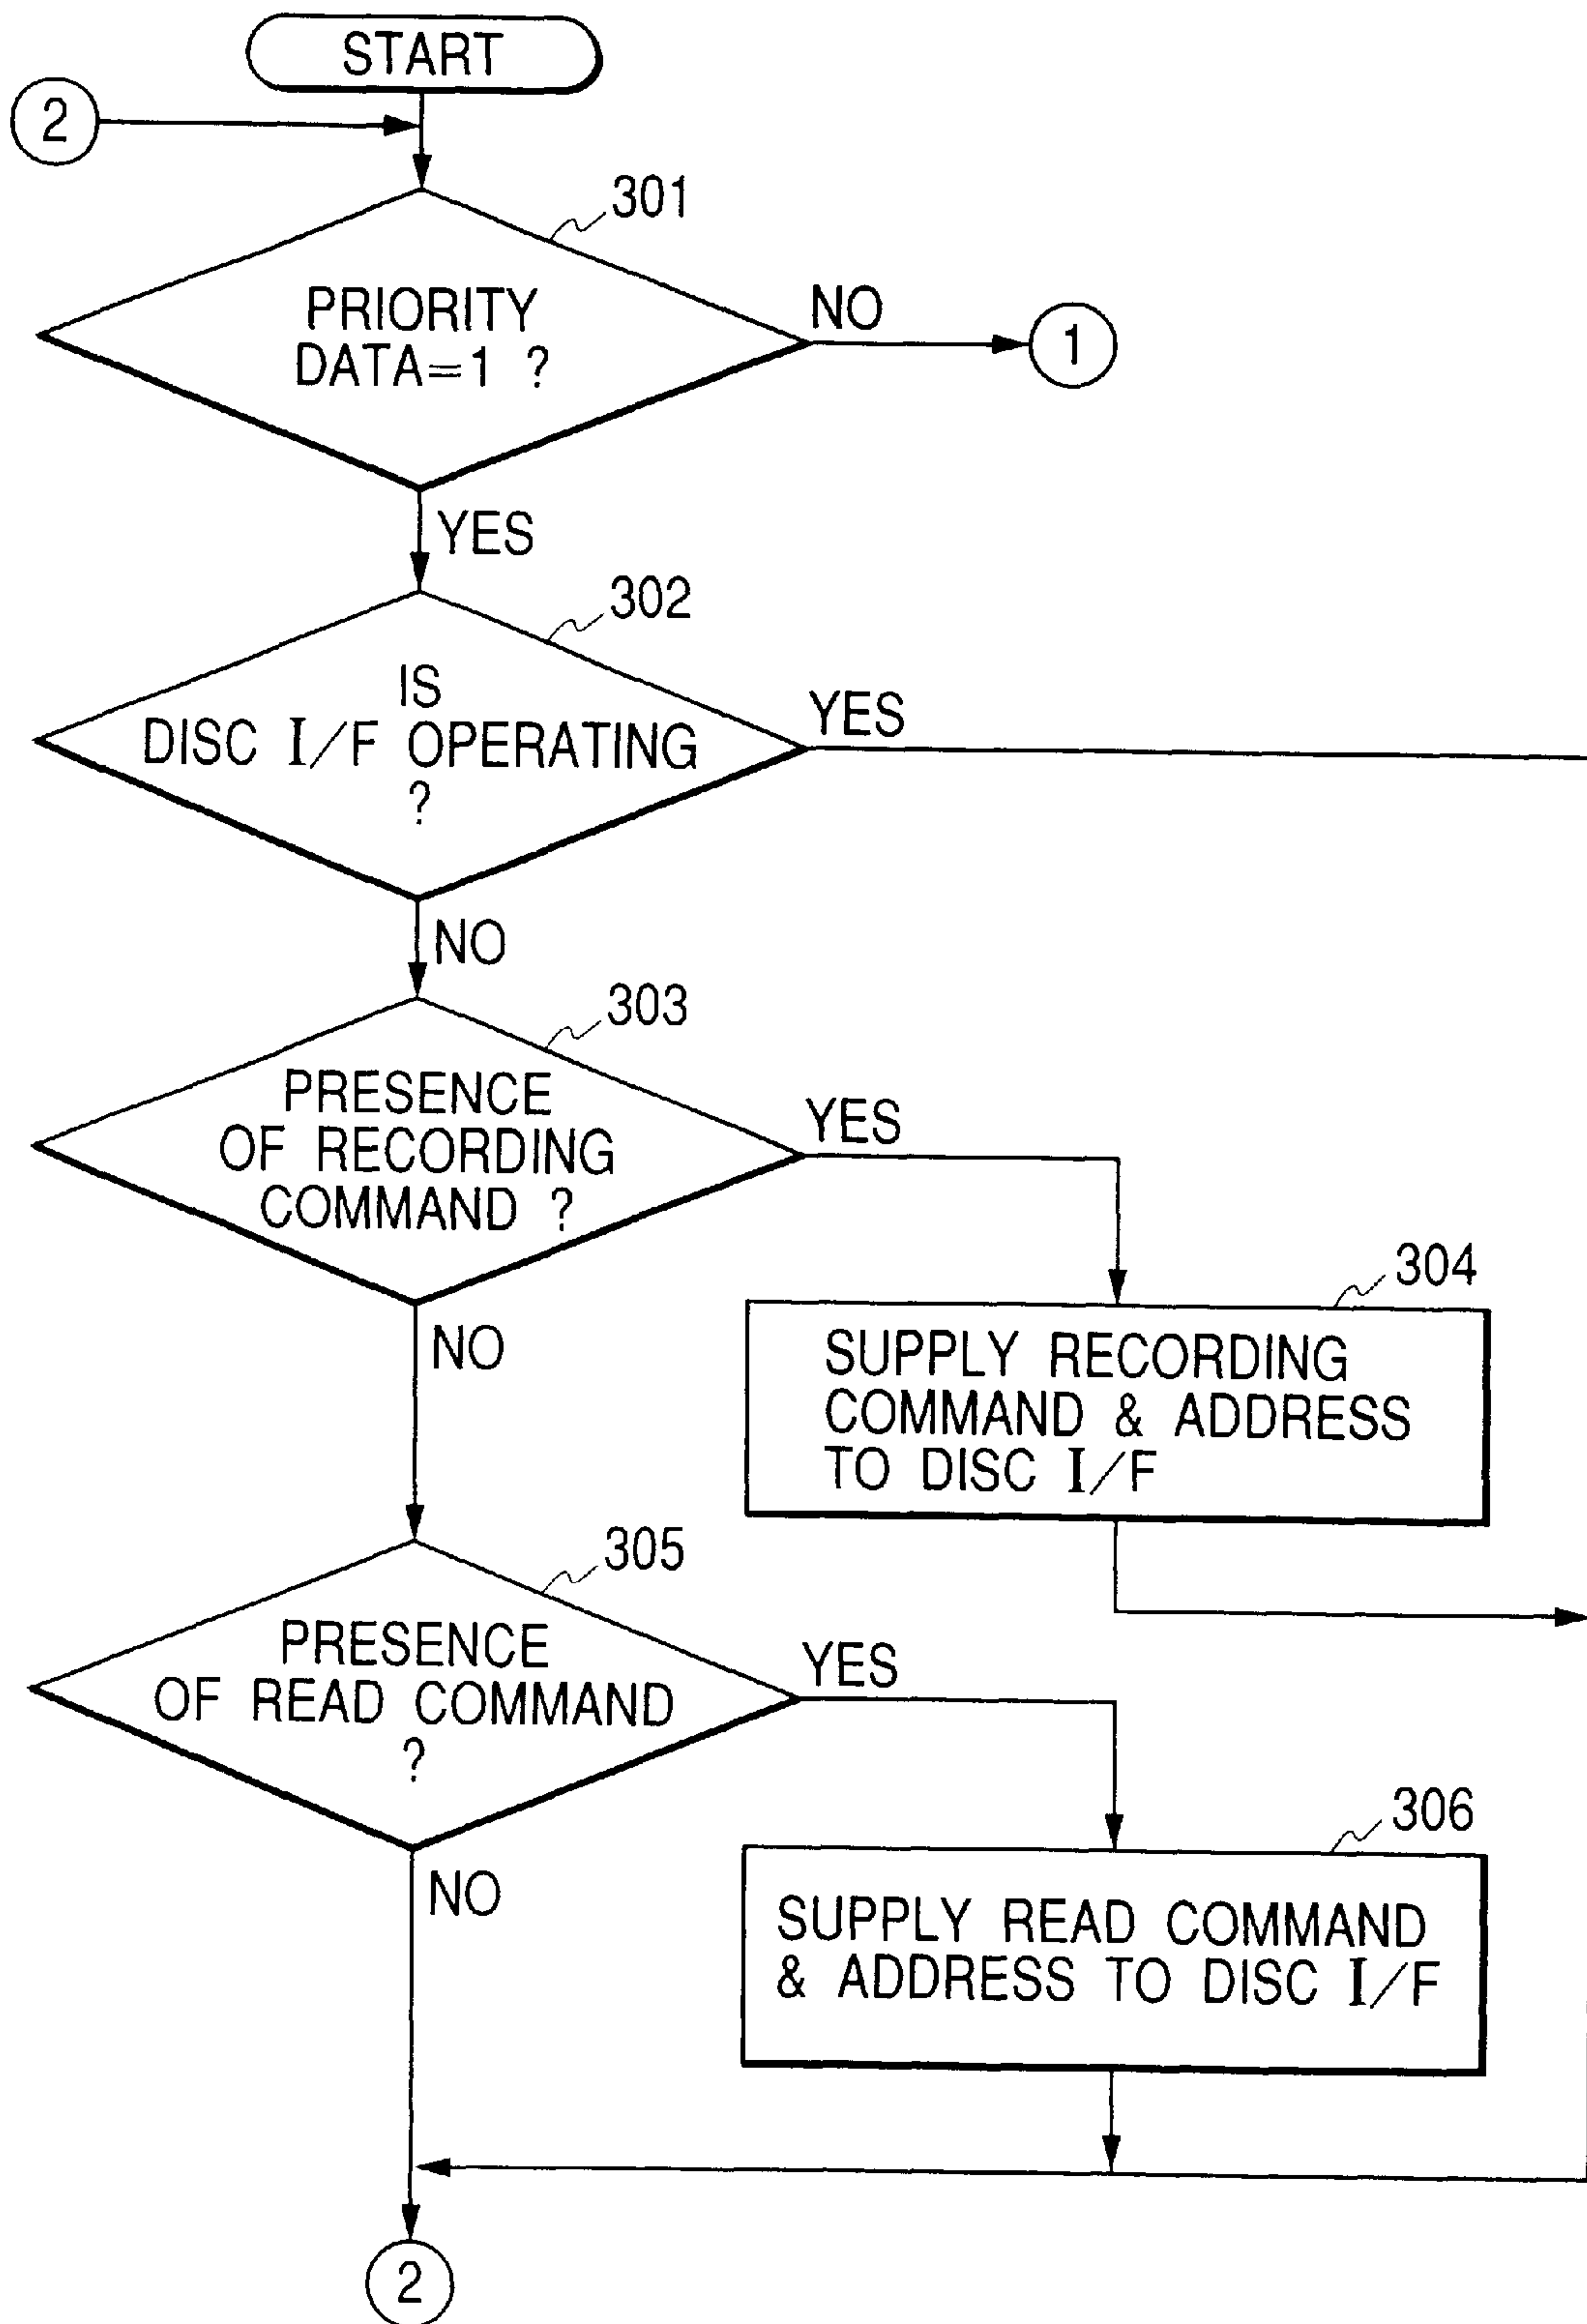 START
2
301
PRIORITY
DATA=1 ?
NO
1
YES
302
IS
DISC I/F OPERATING
?
YES
NO
303
PRESENCE
OF RECORDING
COMMAND ?
YES
304
NO
SUPPLY RECORDING
COMMAND & ADDRESS
TO DISC I/F
305
PRESENCE
OF READ COMMAND
?
YES
306
NO
SUPPLY READ COMMAND
& ADDRESS TO DISC I/F
2